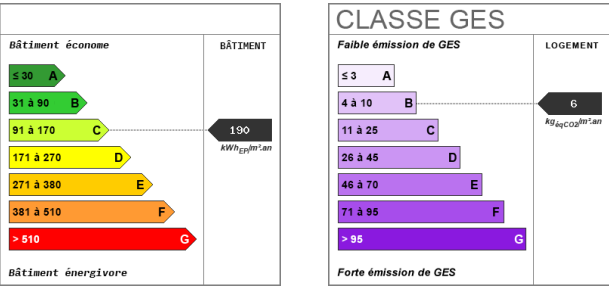 Bâtiment économe
BÂTIMENT
≤ 30 A
31 à 90 B
91 à 170 C
190
kWhEP/m².an
171 à 270 D
271 à 380 E
381 à 510 F
> 510 G
Bâtiment énergivore
CLASSE GES
Faible émission de GES
LOGEMENT
≤ 3 A
4 à 10 B
6
kgéqCO2/m².an
11 à 25 C
26 à 45 D
46 à 70 E
71 à 95 F
> 95 G
Forte émission de GES